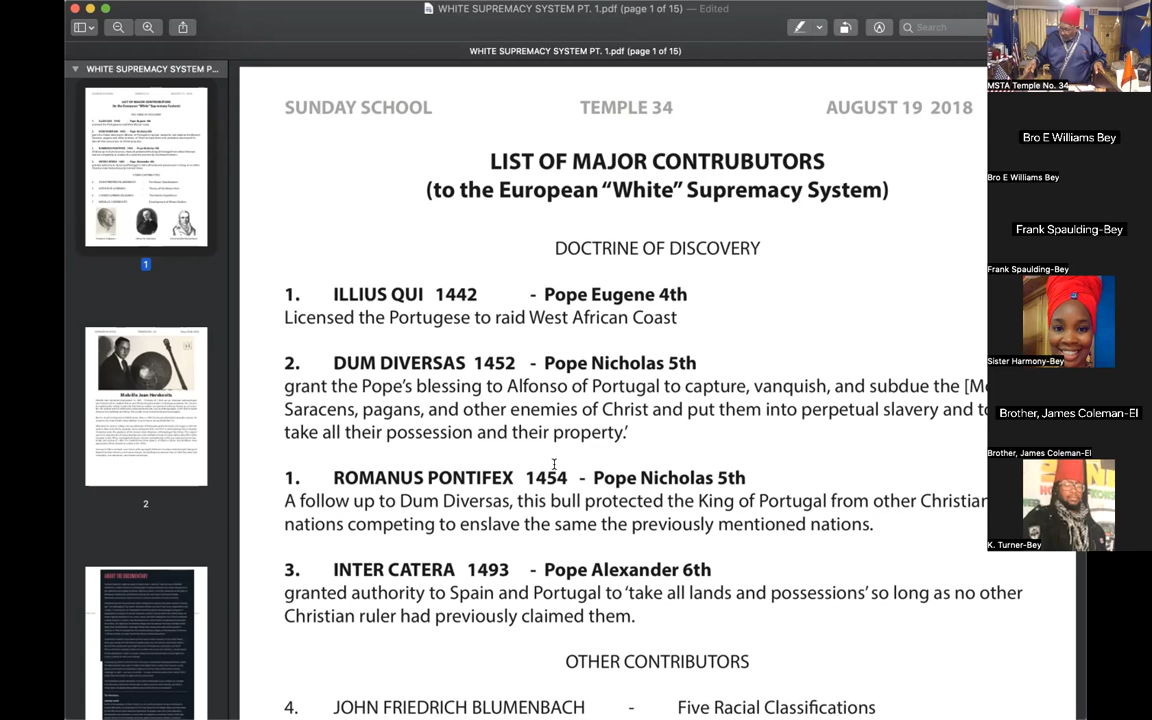 WHITE SUPREMACY SYSTEM PT. 1.pdf (page 1 of 15) — Edited
Search
WHITE SUPREMACY SYSTEM PT. 1.pdf (page 1 of 15)
WHITE SUPREMACY SYSTEM P...
1
2
SUNDAY SCHOOL TEMPLE 34 AUGUST 19 2018
LIST OF MAJOR CONTRUBUTORS
(to the European “White” Supremacy System)
DOCTRINE OF DISCOVERY
1. ILLIUS QUI 1442 - Pope Eugene 4th
Licensed the Portugese to raid West African Coast
2. DUM DIVERSAS 1452 - Pope Nicholas 5th
grant the Pope’s blessing to Alfonso of Portugal to capture, vanquish, and subdue the
Saracens, pagans, and other enemies of Christ and put them into perpetual slavery and
take all their possession and their property.’
1. ROMANUS PONTIFEX 1454 - Pope Nicholas 5th
A follow up to Dum Diversas, this bull protected the King of Portugal from other Christian
nations competing to enslave the same the previously mentioned nations.
3. INTER CATERA 1493 - Pope Alexander 6th
granted authority to Spain and Portugal to ‘take all lands and possessions’ so long as no other
Christian ruler had previously claimed them.
OTHER CONTRIBUTORS
4. JOHN FRIEDRICH BLUMENBACH - Five Racial Classifications
MSTA Temple No. 34
Bro E Williams Bey
Bro E Williams Bey
Frank Spaulding-Bey
Frank Spaulding-Bey
Sister Harmony-Bey
Brother, James Coleman-El
Brother, James Coleman-El
K. Turner-Bey